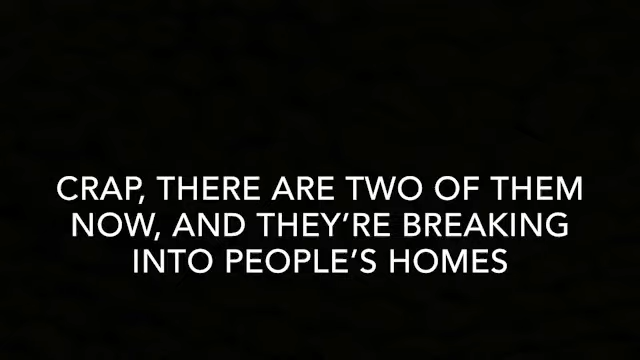 CRAP, THERE ARE TWO OF THEM
NOW, AND THEY’RE BREAKING
INTO PEOPLE’S HOMES